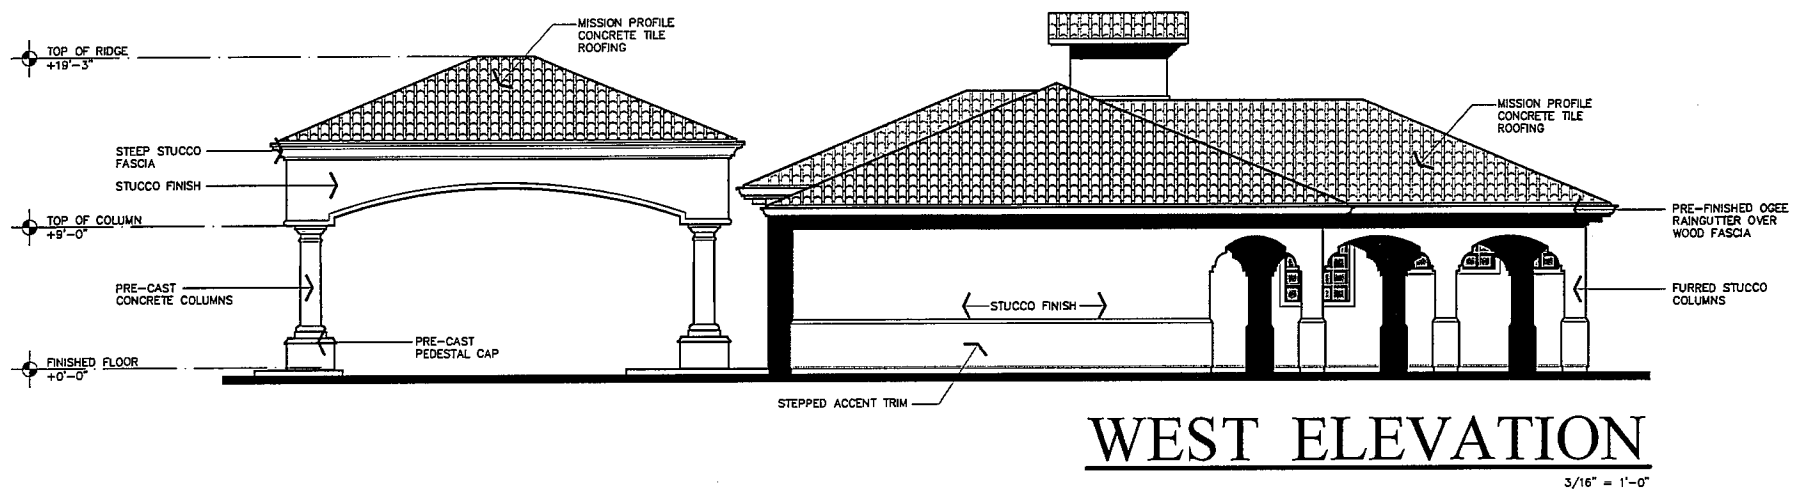 MISSION PROFILE
CONCRETE TILE
ROOFING
TOP OF RIDGE
+19'-3"
MISSION PROFILE
CONCRETE TILE
ROOFING
STEEP STUCCO
FASCIA
STUCCO FINISH
TOP OF COLUMN
+9'-0"
PRE-FINISHED OGEE
RAINGUTTER OVER
WOOD FASCIA
PRE-CAST
CONCRETE COLUMNS
STUCCO FINISH
FURRED STUCCO
COLUMNS
PRE-CAST
PEDESTAL CAP
FINISHED FLOOR
+0'-0"
STEPPED ACCENT TRIM
WEST ELEVATION
3/16" = 1'-0"